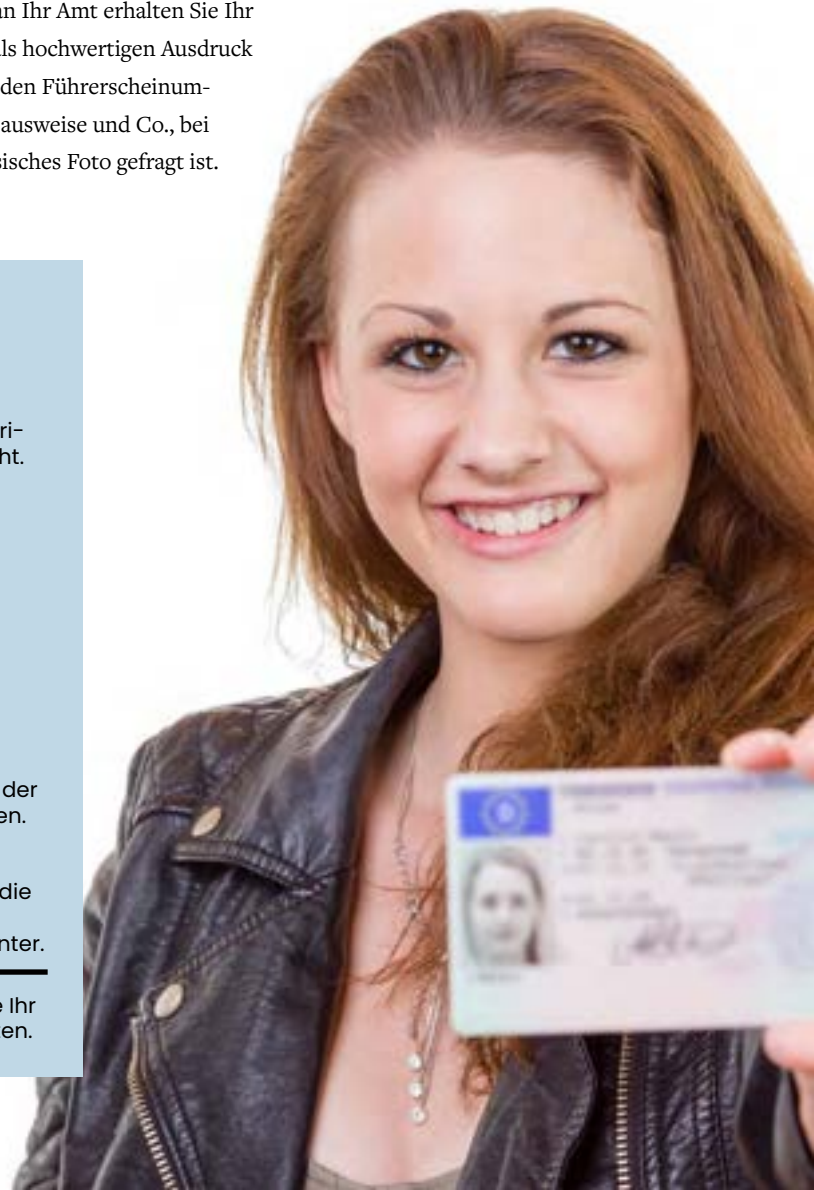 an Ihr Amt erhalten Sie Ihr
ls hochwertigen Ausdruck
den Führerscheinum-
ausweise und Co., bei
sisches Foto gefragt ist.
ri-
ht.
der
en.
die
nter.
e Ihr
en.